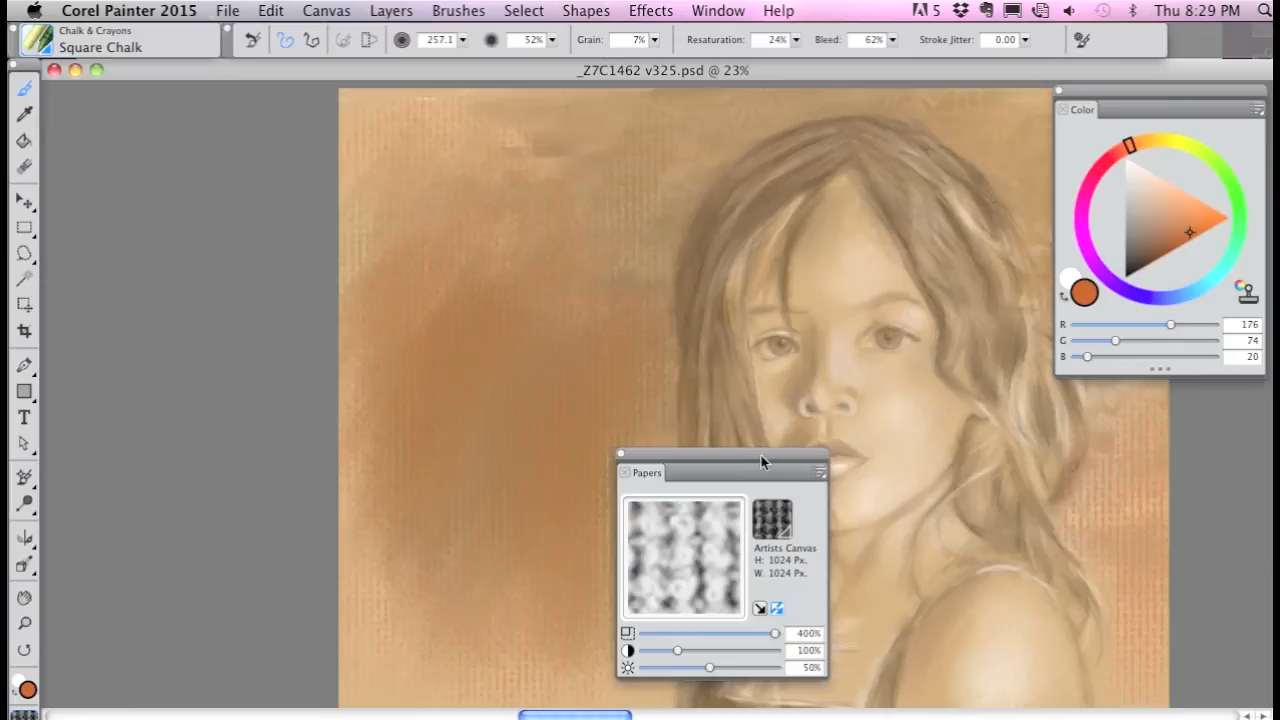 Corel Painter 2015 File Edit Canvas Layers Brushes Select Shapes Effects Window Help 5 Thu 8:29 PM
Chalk & Crayons
Square Chalk
257.1 52% Grain: 7% Resaturation: 24% Bleed: 62% Stroke Jitter: 0.00
_Z7C1462 v325.psd @ 23%
Color
R 176
G 74
B 20
T
Papers
Artists Canvas
H: 1024 Px.
W: 1024 Px.
400%
100%
50%